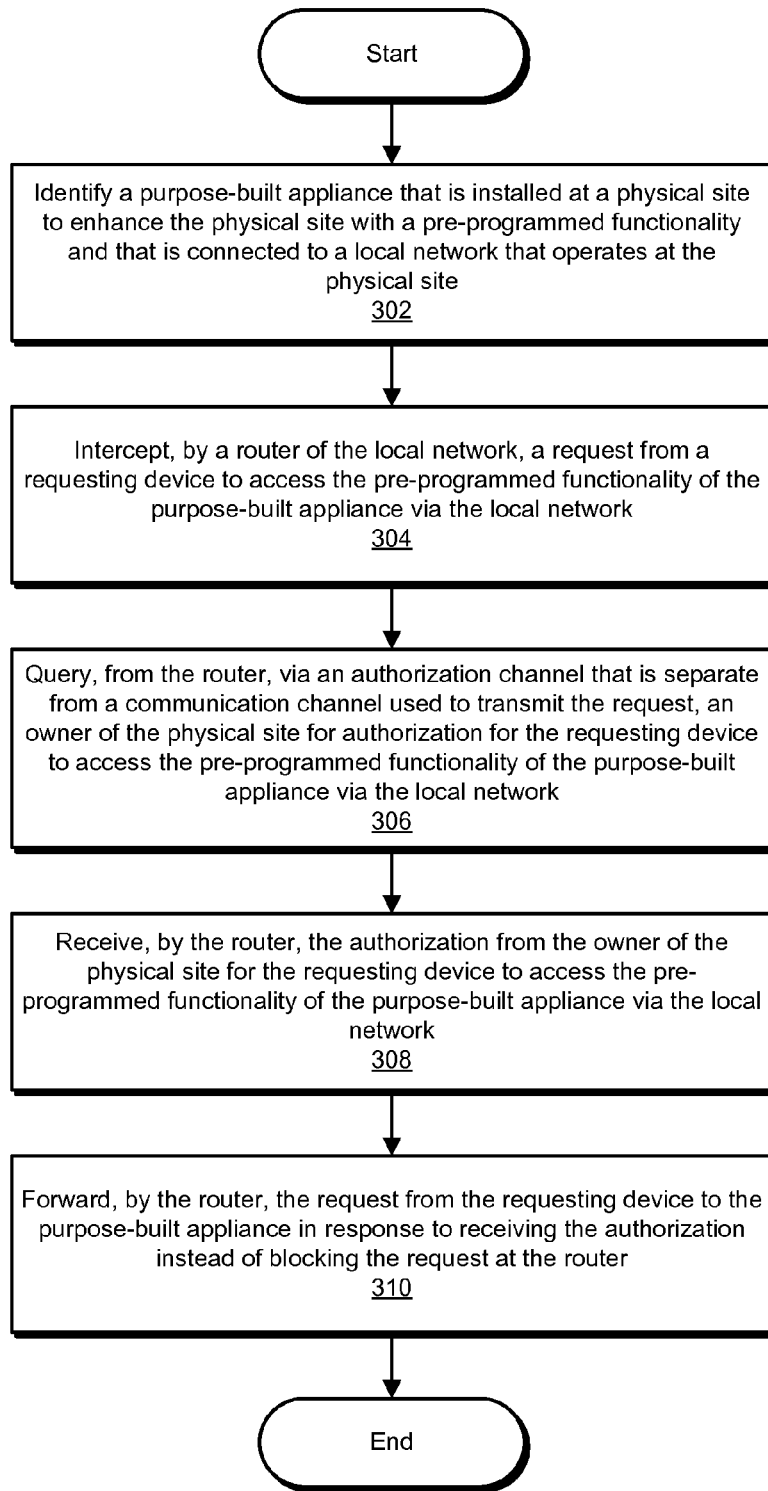 Start
Identify a purpose-built appliance that is installed at a physical site
to enhance the physical site with a pre-programmed functionality
and that is connected to a local network that operates at the
physical site
302
Intercept, by a router of the local network, a request from a
requesting device to access the pre-programmed functionality of the
purpose-built appliance via the local network
304
Query, from the router, via an authorization channel that is separate
from a communication channel used to transmit the request, an
owner of the physical site for authorization for the requesting device
to access the pre-programmed functionality of the purpose-built
appliance via the local network
306
Receive, by the router, the authorization from the owner of the
physical site for the requesting device to access the pre-
programmed functionality of the purpose-built appliance via the local
network
308
Forward, by the router, the request from the requesting device to the
purpose-built appliance in response to receiving the authorization
instead of blocking the request at the router
310
End